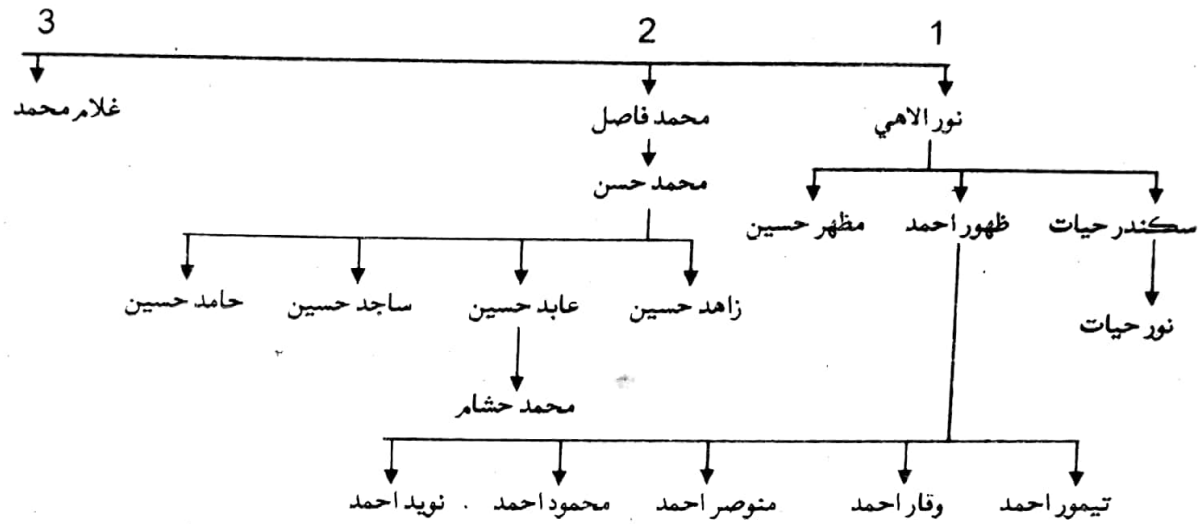 1 2 3
نور الاهي محمد فاصل غلام محمد
محمد حسن
سكندر حيات ظهور احمد مظهر حسين
زاهد حسين عابد حسين ساجد حسين حامد حسين
نور حيات
محمد حشام
تيمور احمد وقار احمد منوصر احمد محمود احمد نويد احمد